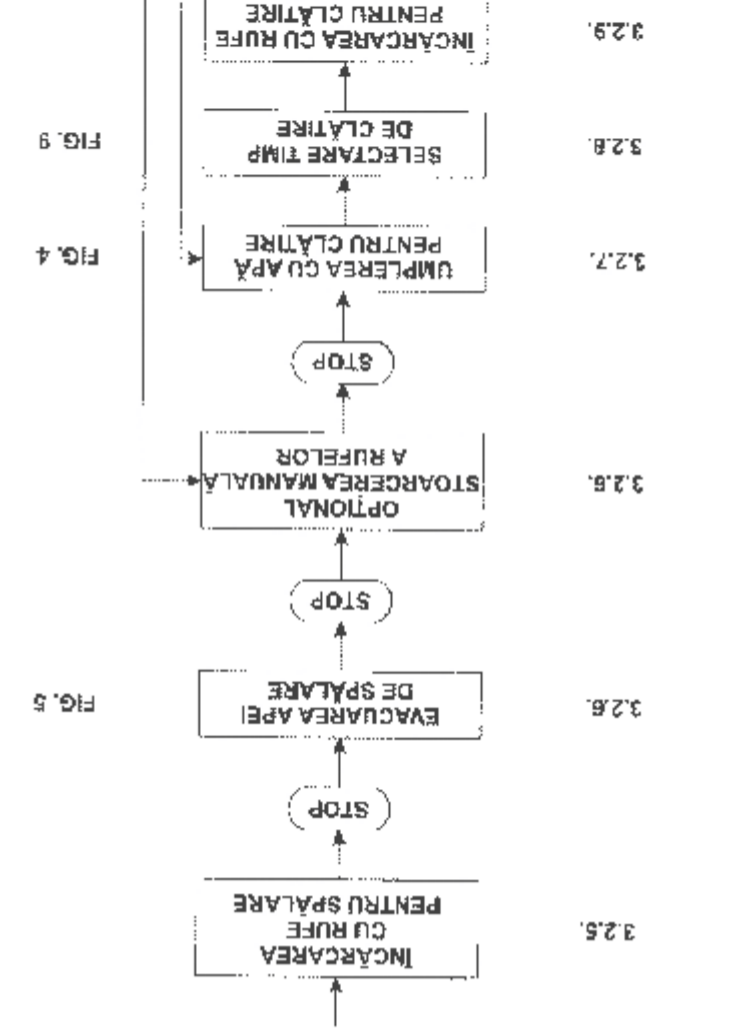 3.2.5.
ÎNCĂRCAREA
CU RUFE
PENTRU SPĂLARE
STOP
3.2.6.
EVACUAREA APEI
DE SPĂLARE
FIG. 5
STOP
3.2.6.
OPȚIONAL
STOARCEREA MANUALĂ
A RUFELOR
STOP
3.2.7.
UMPLEREA CU APĂ
PENTRU CLĂTIRE
FIG. 4
3.2.8.
SELECTARE TIMP
DE CLĂTIRE
FIG. 9
3.2.9.
ÎNCĂRCAREA CU RUFE
PENTRU CLĂTIRE